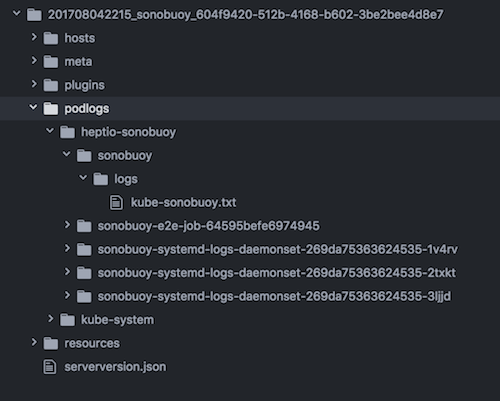 201708042215_sonobuoy_604f9420-512b-4168-b602-3be2bee4d8e7
hosts
meta
plugins
podlogs
heptio-sonobuoy
sonobuoy
logs
kube-sonobuoy.txt
sonobuoy-e2e-job-64595befe6974945
sonobuoy-systemd-logs-daemonset-269da75363624535-1v4rv
sonobuoy-systemd-logs-daemonset-269da75363624535-2txkt
sonobuoy-systemd-logs-daemonset-269da75363624535-3ljjd
kube-system
resources
serverversion.json